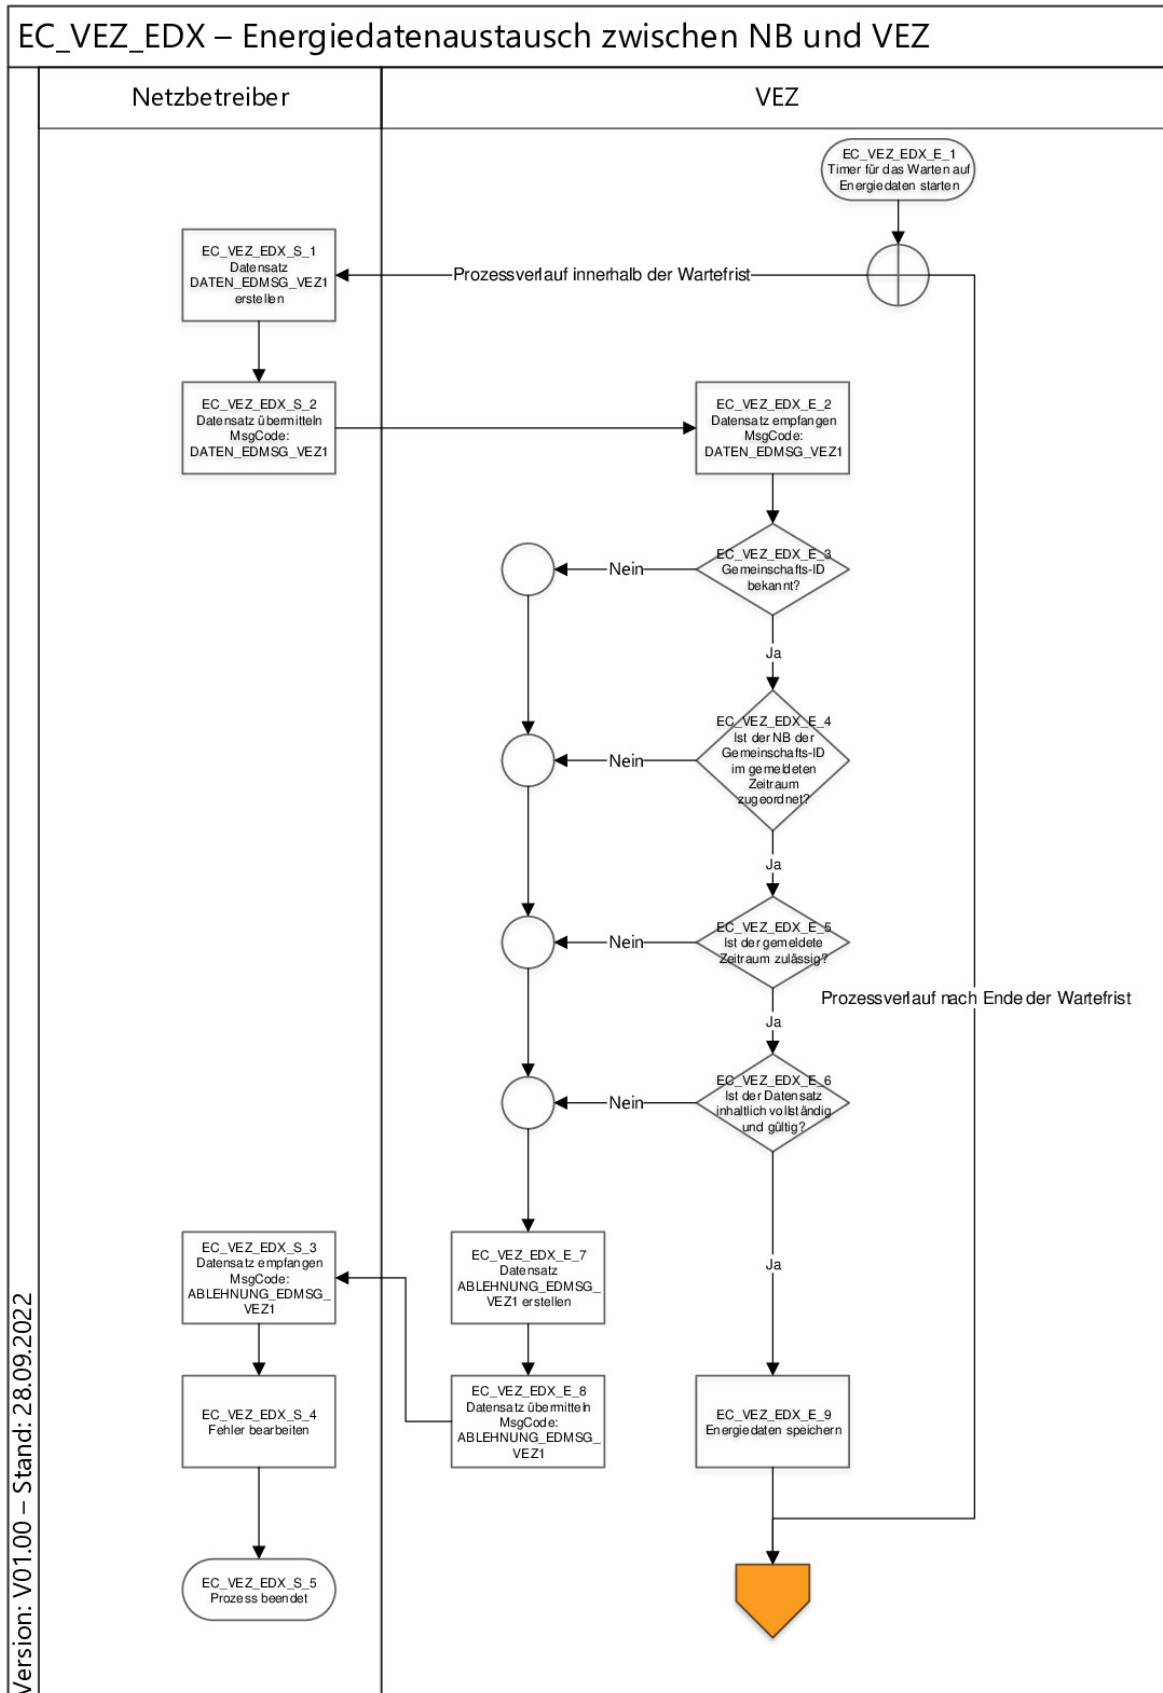 EC_VEZ_EDX – Energiedatenaustausch zwischen NB und VEZ
Netzbetreiber
VEZ
EC_VEZ_EDX_E_1
Timer für das Warten auf
Energiedaten starten
EC_VEZ_EDX_S_1
Datensatz
DATEN_EDMSG_VEZ1
erstellen
Prozessverlauf innerhalb der Wartefrist
EC_VEZ_EDX_S_2
Datensatz übermitteln
MsgCode:
DATEN_EDMSG_VEZ1
EC_VEZ_EDX_E_2
Datensatz empfangen
MsgCode:
DATEN_EDMSG_VEZ1
EC_VEZ_EDX_E_3
Gemeinschafts-ID
bekannt?
Nein
Ja
EC_VEZ_EDX_E_4
Ist der NB der
Gemeinschafts-ID
im gemeldeten
Zeitraum
zugeordnet?
Nein
Ja
EC_VEZ_EDX_E_5
Ist der gemeldete
Zeitraum zulässig?
Nein
Prozessverlauf nach Ende der Wartefrist
Ja
EC_VEZ_EDX_E_6
Ist der Datensatz
inhaltlich vollständig
und gültig?
Nein
Ja
EC_VEZ_EDX_S_3
Datensatz empfangen
MsgCode:
ABLEHNUNG_EDMSG_
VEZ1
EC_VEZ_EDX_E_7
Datensatz
ABLEHNUNG_EDMSG_
VEZ1 erstellen
EC_VEZ_EDX_S_4
Fehler bearbeiten
EC_VEZ_EDX_E_8
Datensatz übermitteln
MsgCode:
ABLEHNUNG_EDMSG_
VEZ1
EC_VEZ_EDX_E_9
Energiedaten speichern
EC_VEZ_EDX_S_5
Prozess beendet
Version: V01.00 – Stand: 28.09.2022